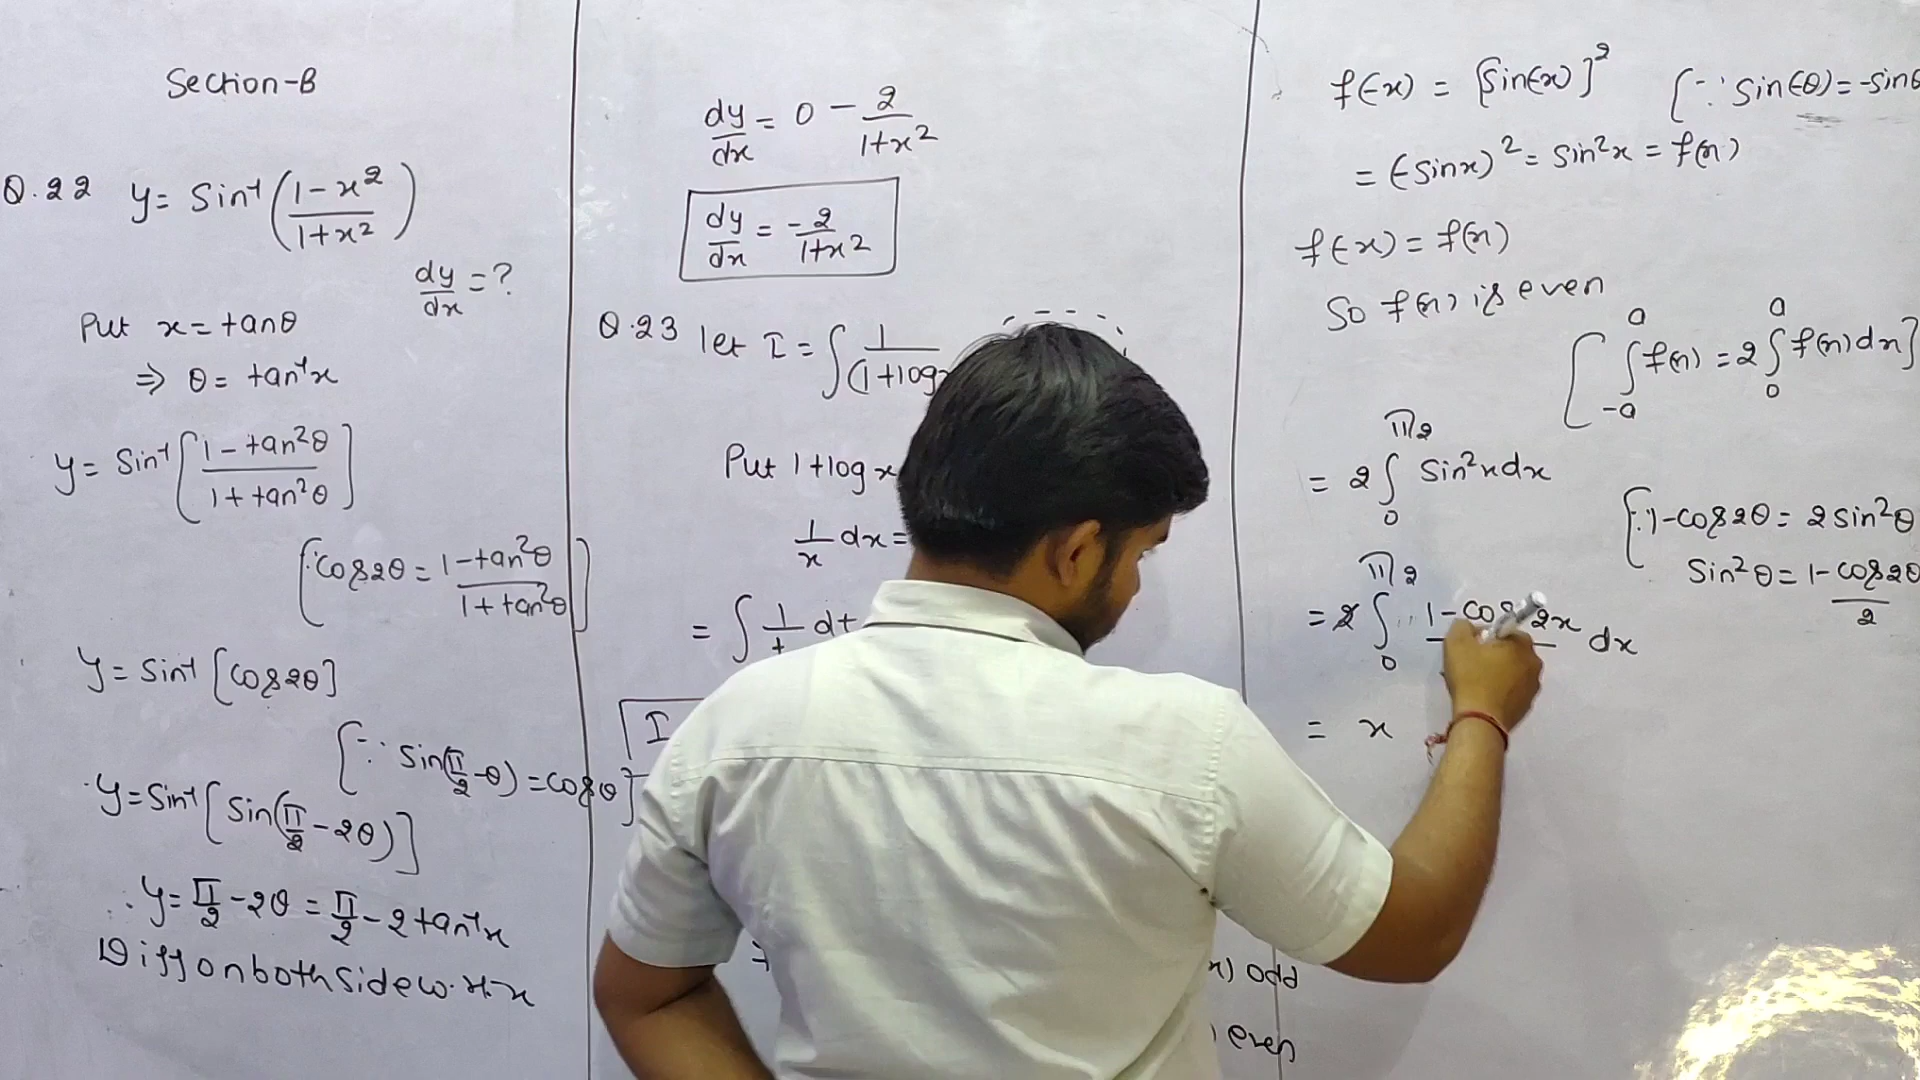 Section-B
Q.22 y = Sin⁻¹(1-x²/1+x²)
dy/dx = ?
Put x = tanθ
⇒ θ = tan⁻¹x
y = Sin⁻¹[1-tan²θ/1+tan²θ]
[∵ cos2θ = 1-tan²θ/1+tan²θ]
y = Sin⁻¹[cos2θ]
[∵ Sin(π/2-θ) = cosθ]
y = Sin⁻¹[Sin(π/2-2θ)]
∴ y = π/2-2θ = π/2-2tan⁻¹x
Diff on both side w.r.x
dy/dx = 0 - 2/1+x²
dy/dx = -2/1+x²
Q.23 let I = ∫ 1/(1+log
Put 1+log x
1/x dx =
= ∫ 1/t dt
I
x) odd
) even
f(-x) = [Sin(-x)]² [∵ Sin(-θ) = -Sinθ
= (-Sinx)² = Sin²x = f(x)
f(-x) = f(x)
So f(x) is even
[∫₋ₐᵃ f(x) = 2∫₀ᵃ f(x)dx]
= 2∫₀^π/2 Sin²x dx
[∵ 1-cos2θ = 2Sin²θ
Sin²θ = 1-cos2θ/2
= 2∫₀^π/2 1-cos2x dx
= x